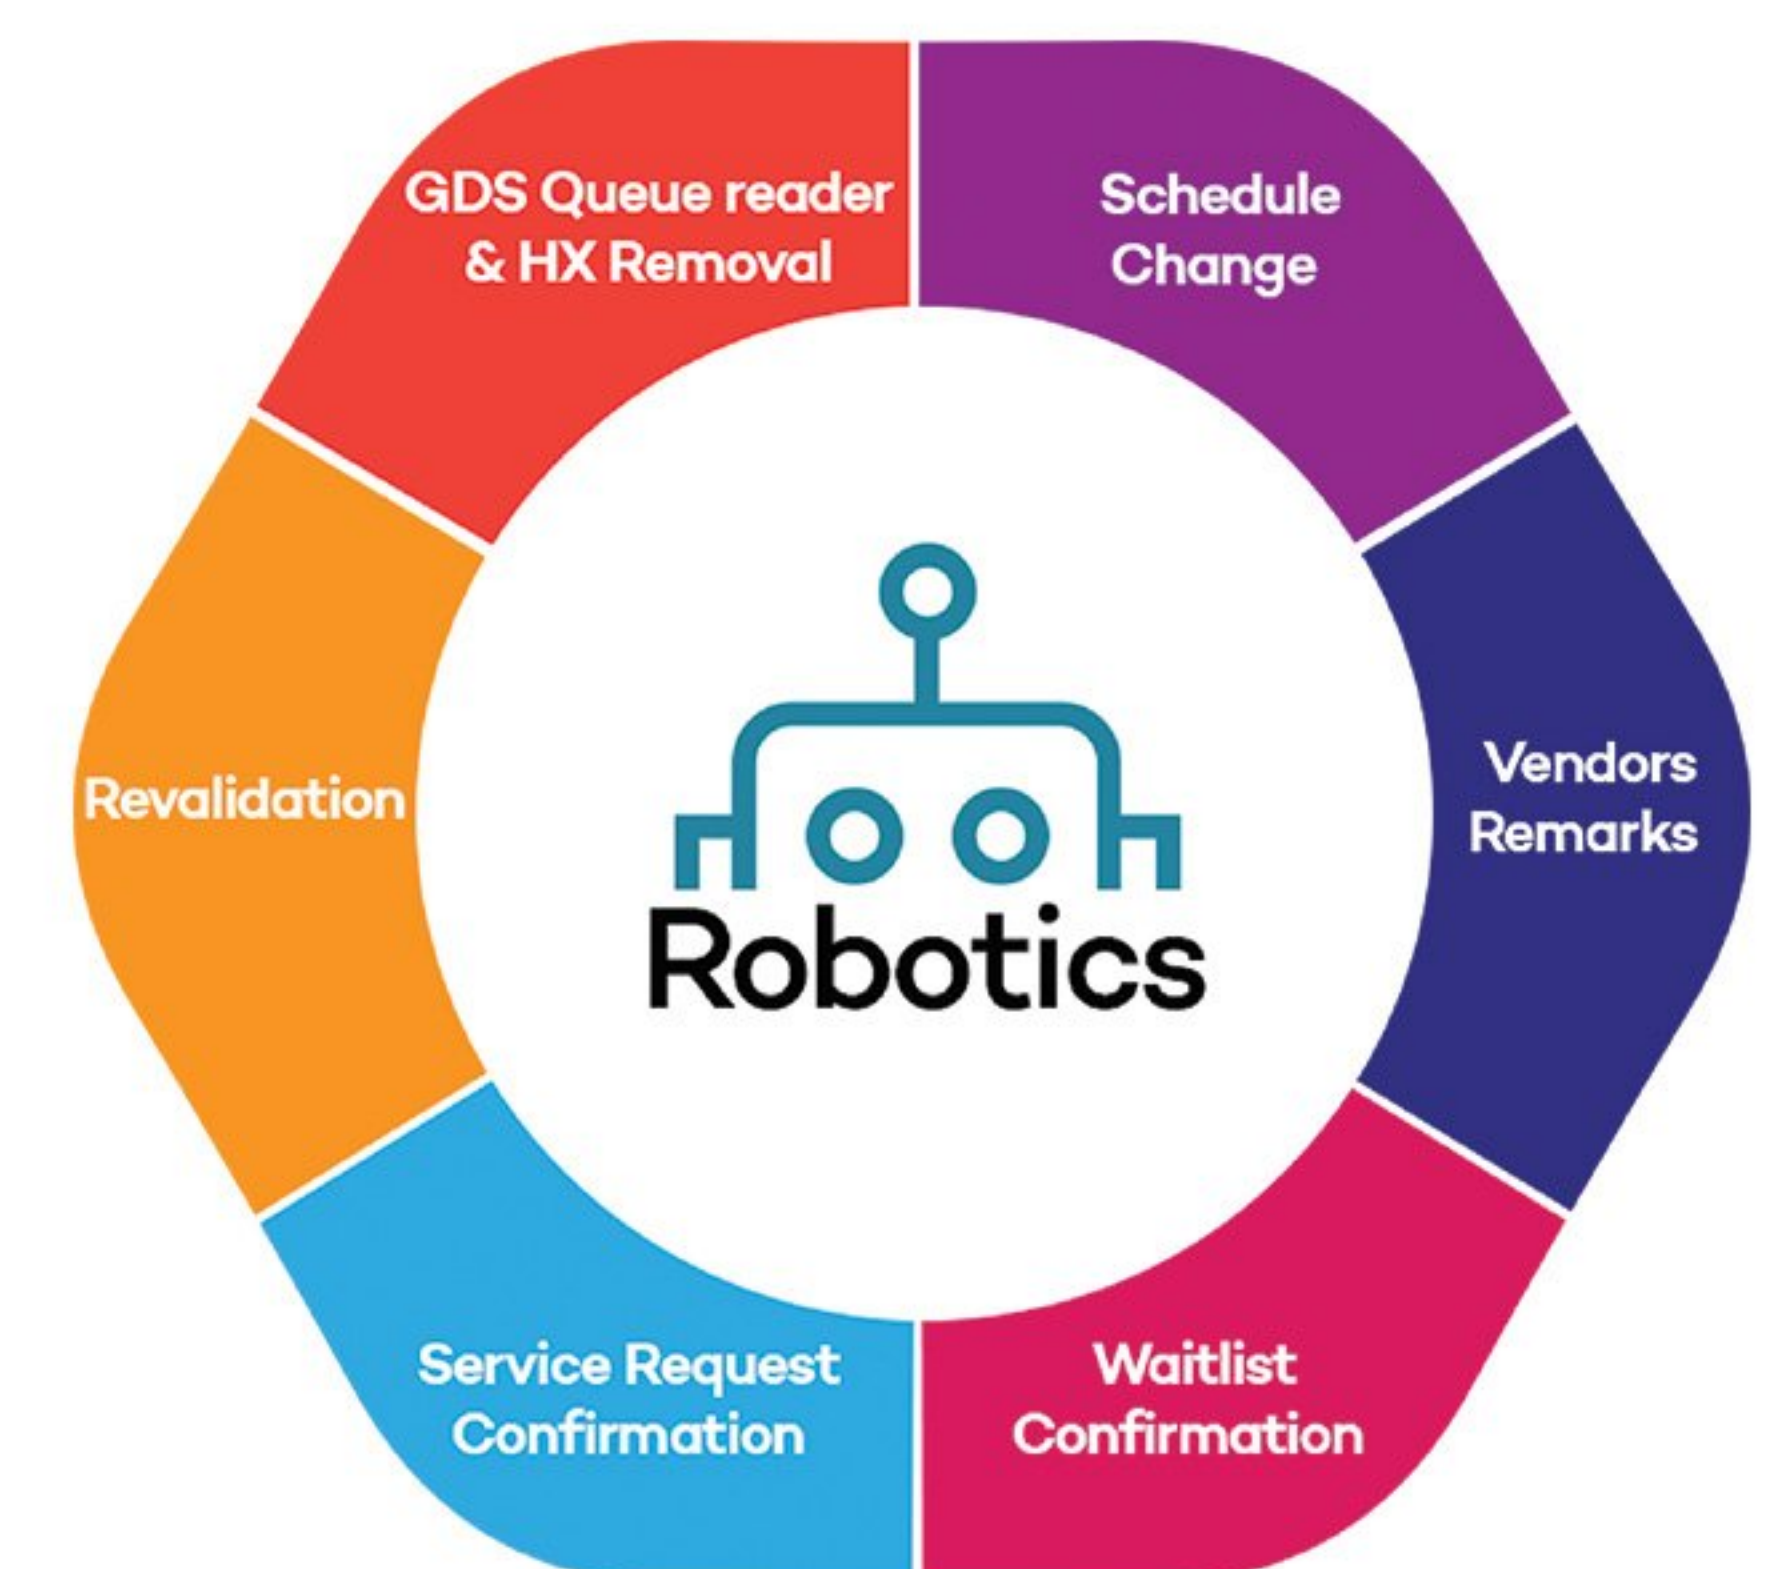 GDS Queue reader
& HX Removal
Schedule
Change
Vendors
Remarks
Waitlist
Confirmation
Service Request
Confirmation
Revalidation
Robotics